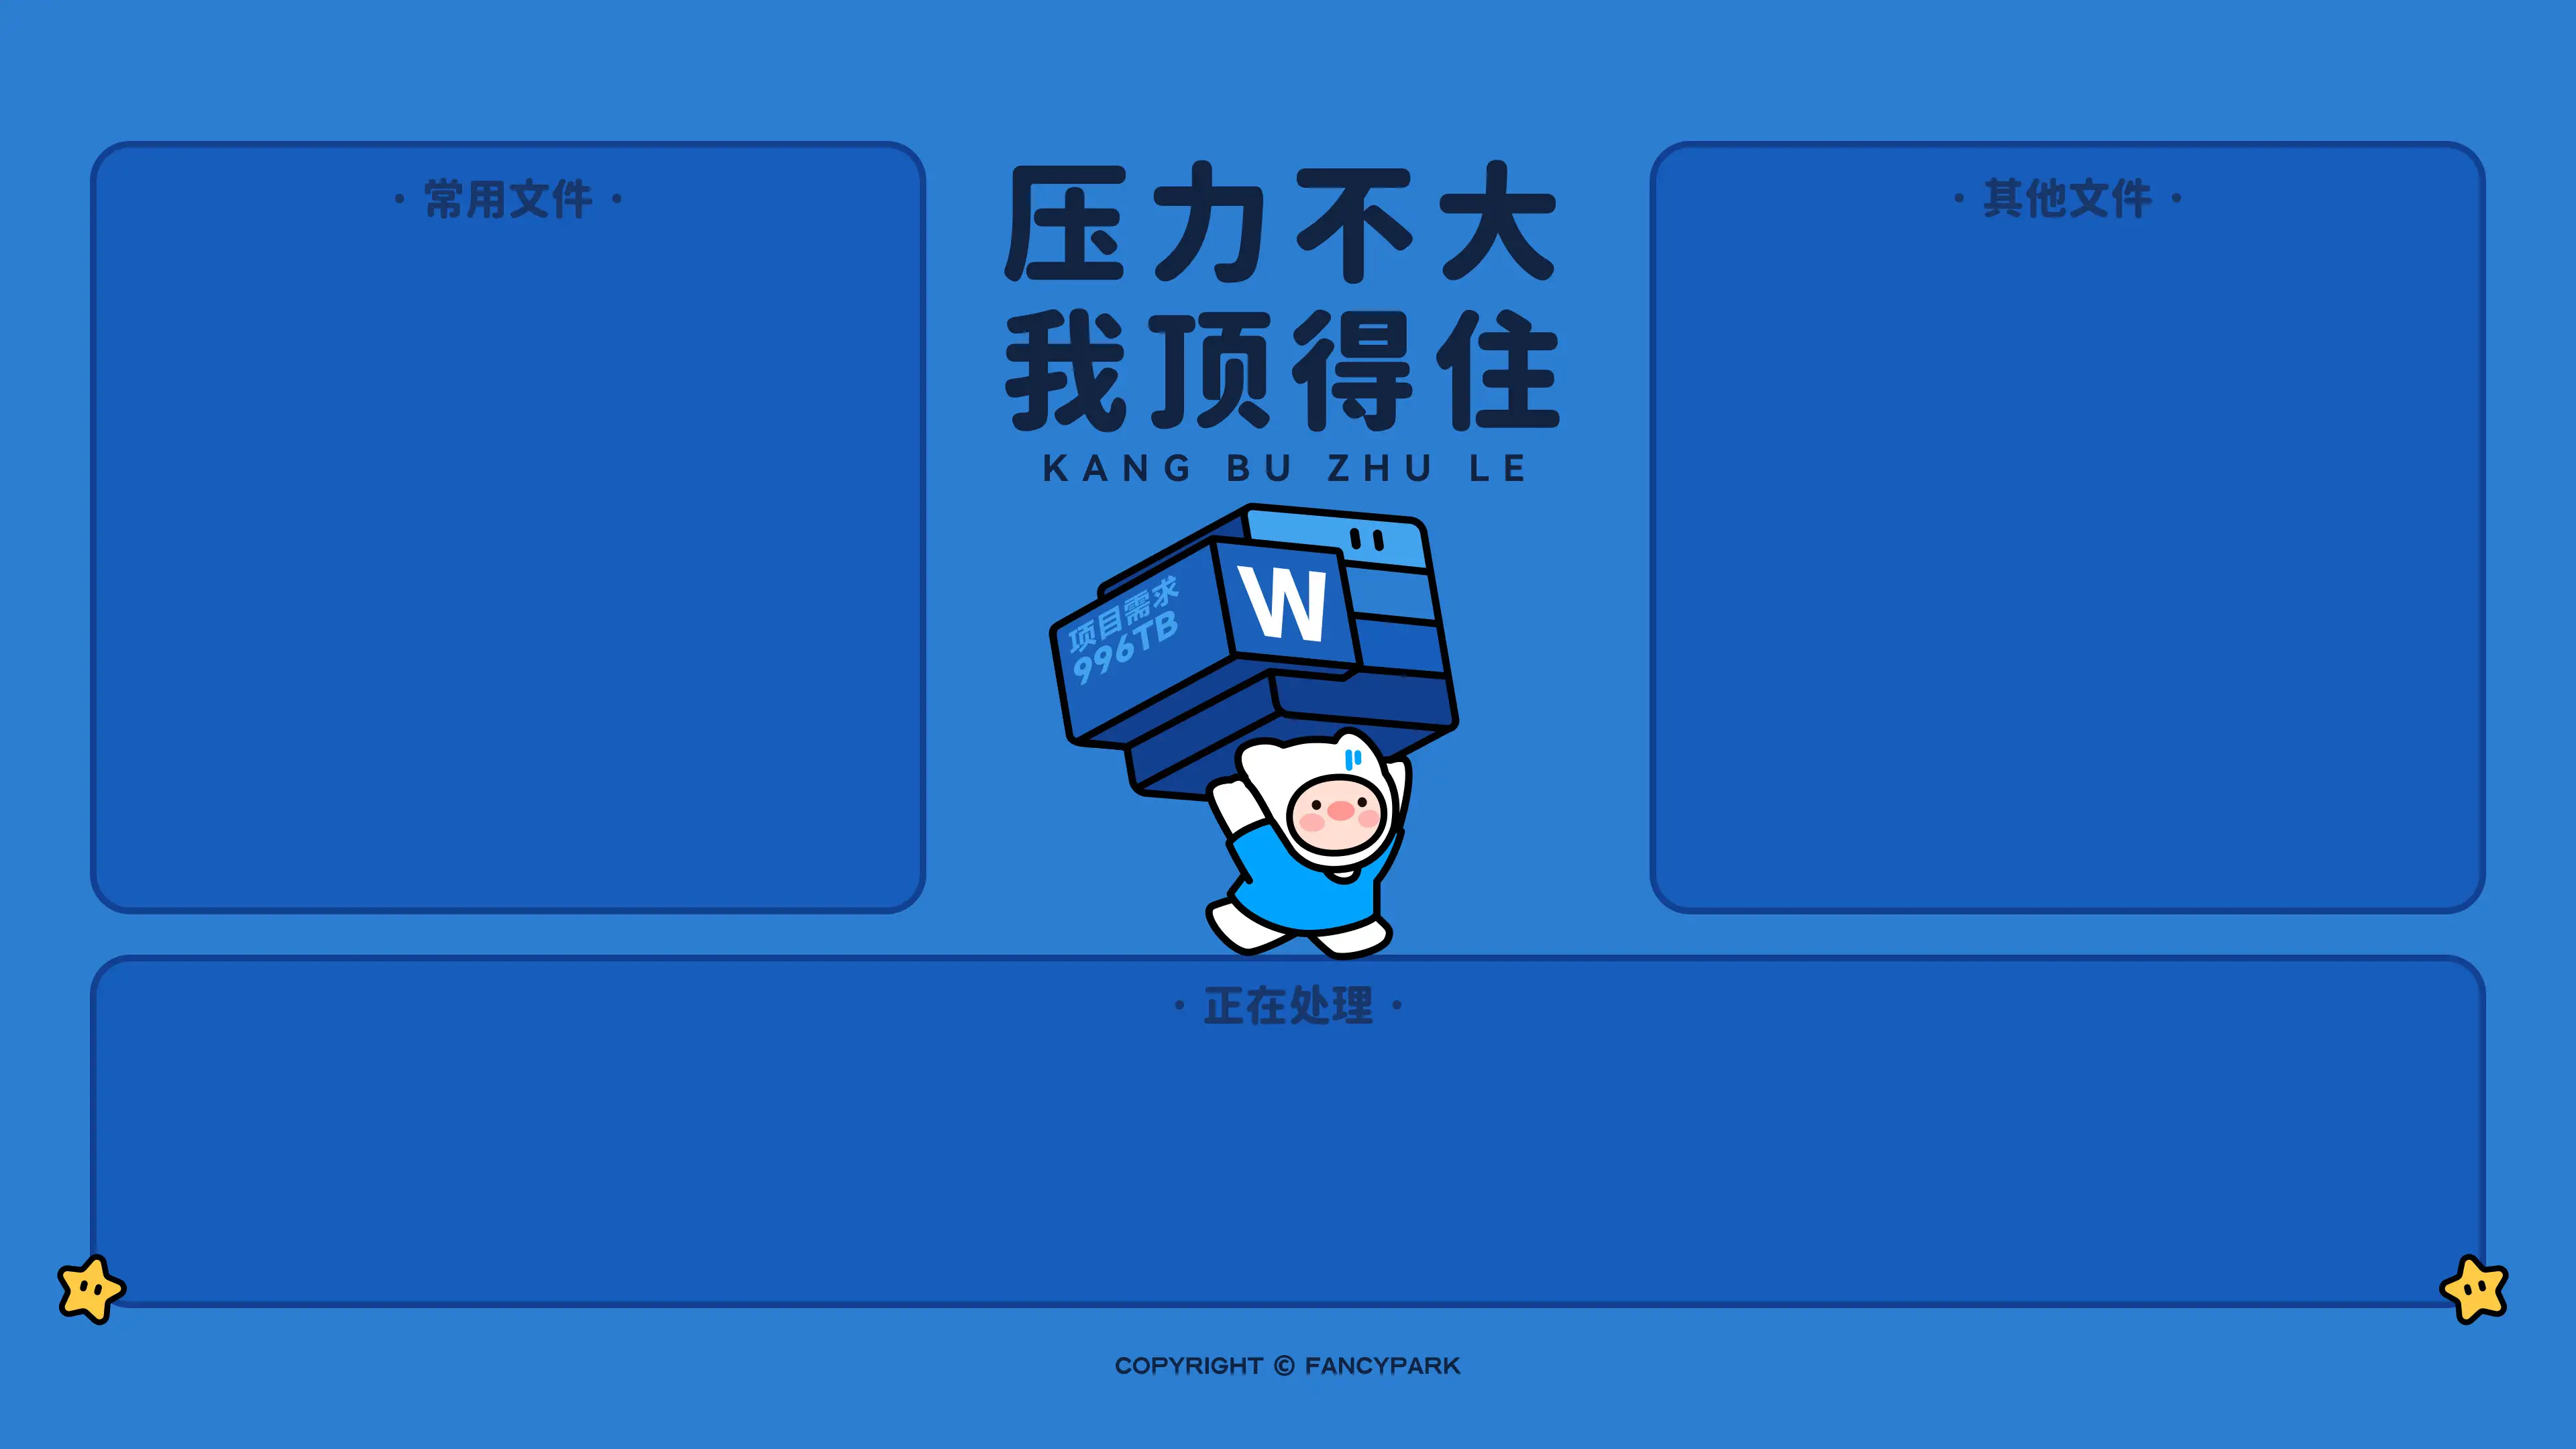 · 常用文件 ·
压力不大
我顶得住
KANG BU ZHU LE
· 其他文件 ·
W
项目需求
996TB
· 正在处理 ·
COPYRIGHT © FANCYPARK